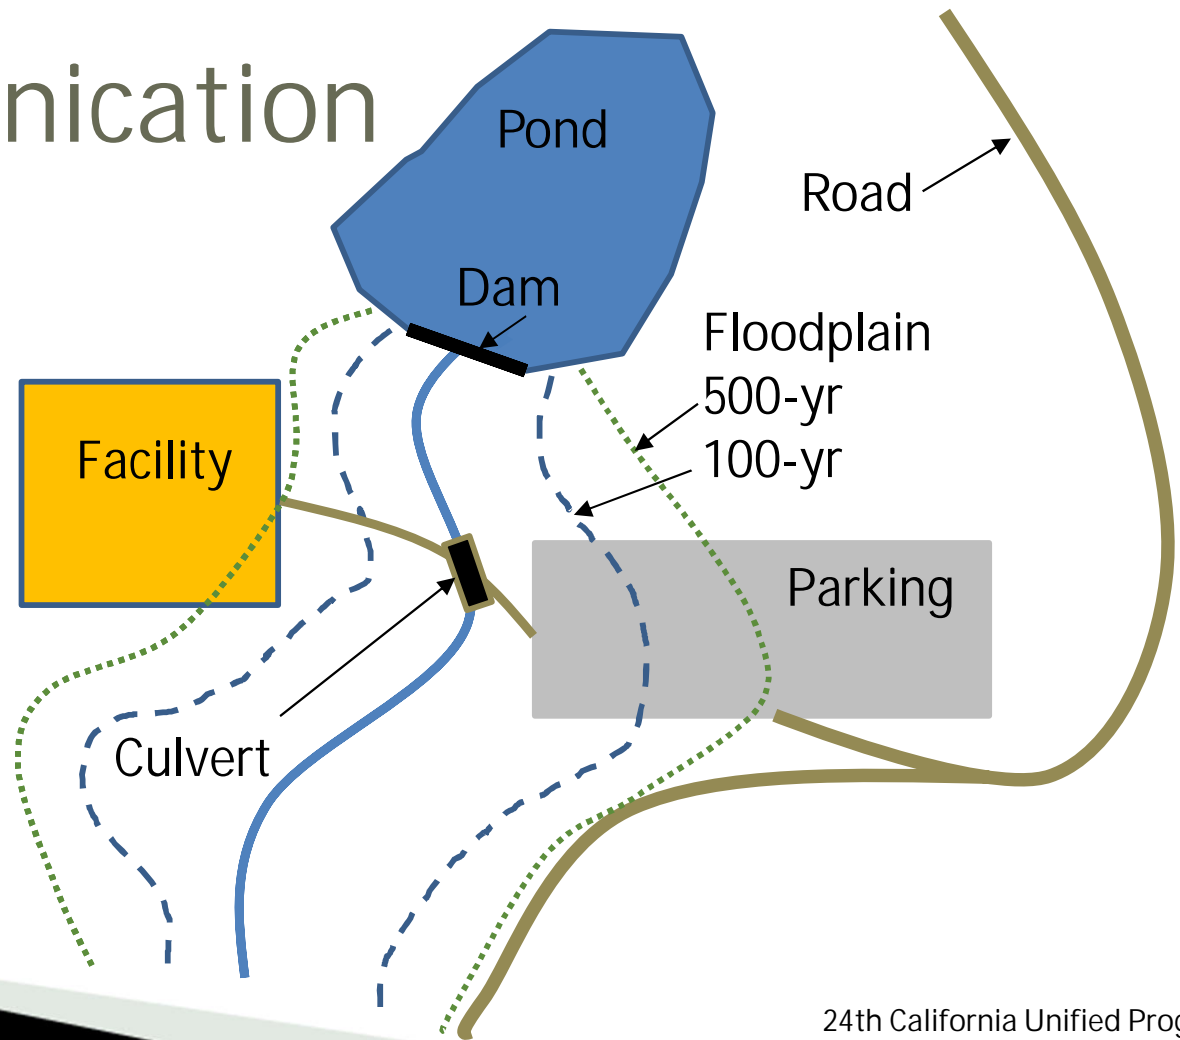 nication
Pond
Road
Dam
Floodplain
500-yr
100-yr
Facility
Parking
Culvert
24th California Unified Prog